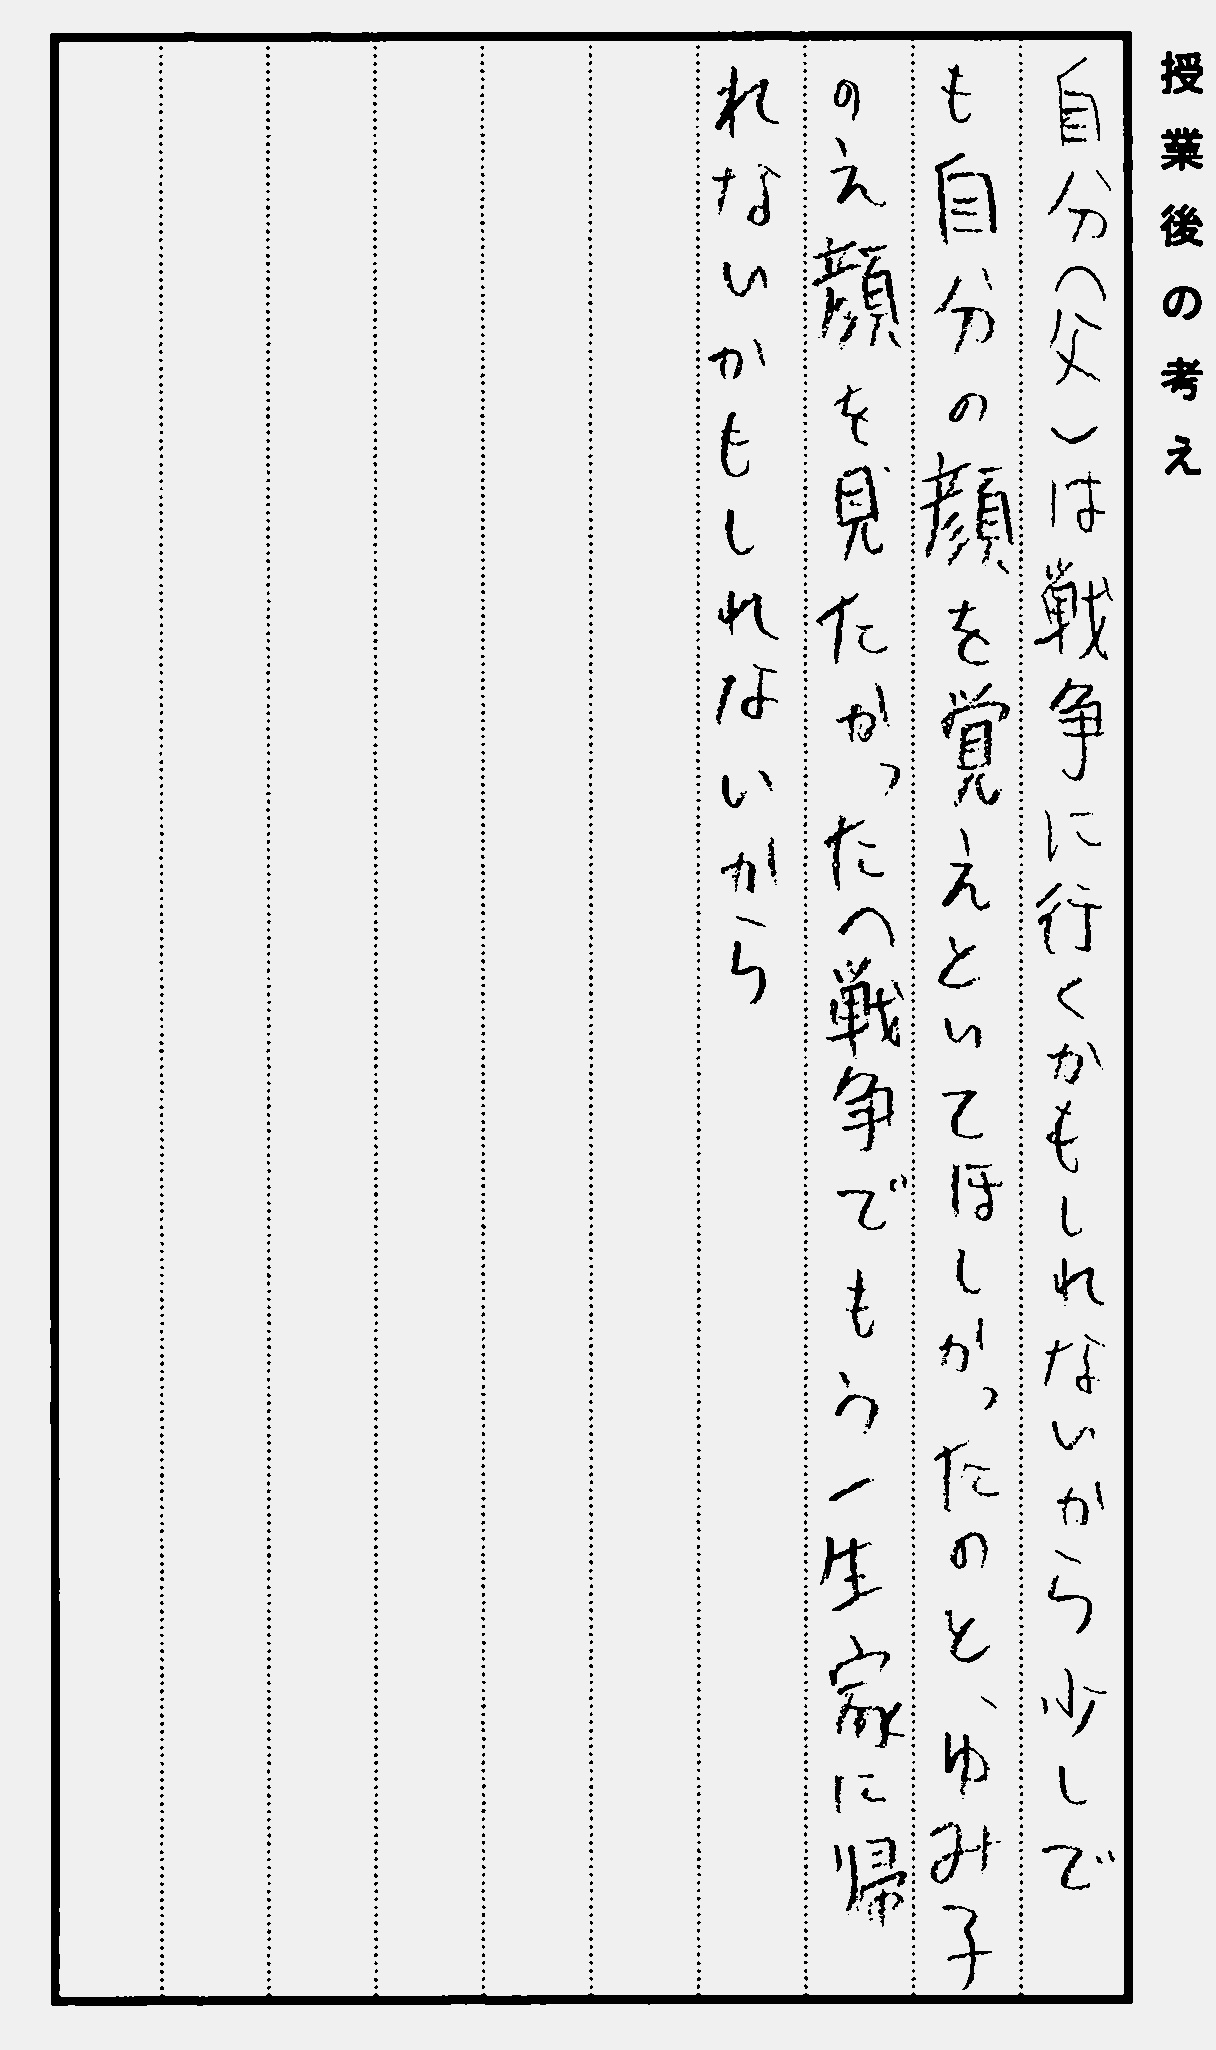 授業後の考え
自分(父)は戦争に行くかもしれないから少しで
も自分の顔を覚えといてほしかったのと、ゆみ子
のえ顔を見たかったへ戦争でもう一生家に帰
れないかもしれないから